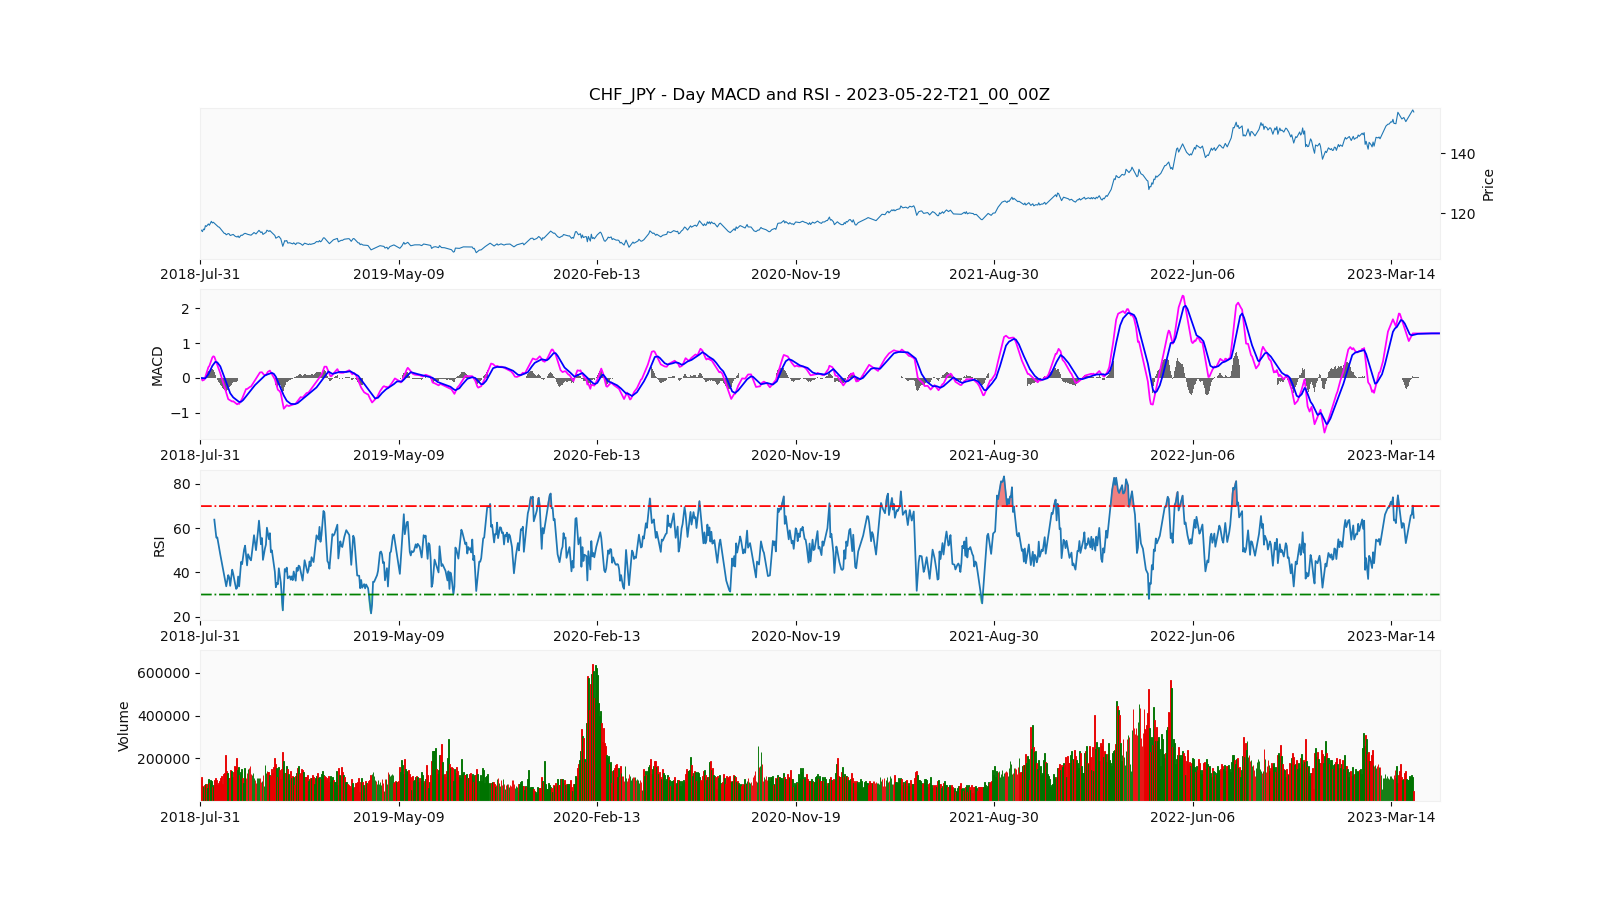 CHF_JPY - Day MACD and RSI - 2023-05-22-T21_00_00Z
140
120
Price
2018-Jul-31 2019-May-09 2020-Feb-13 2020-Nov-19 2021-Aug-30 2022-Jun-06 2023-Mar-14
MACD
2
1
0
−1
2018-Jul-31 2019-May-09 2020-Feb-13 2020-Nov-19 2021-Aug-30 2022-Jun-06 2023-Mar-14
RSI
80
60
40
20
2018-Jul-31 2019-May-09 2020-Feb-13 2020-Nov-19 2021-Aug-30 2022-Jun-06 2023-Mar-14
Volume
600000
400000
200000
2018-Jul-31 2019-May-09 2020-Feb-13 2020-Nov-19 2021-Aug-30 2022-Jun-06 2023-Mar-14